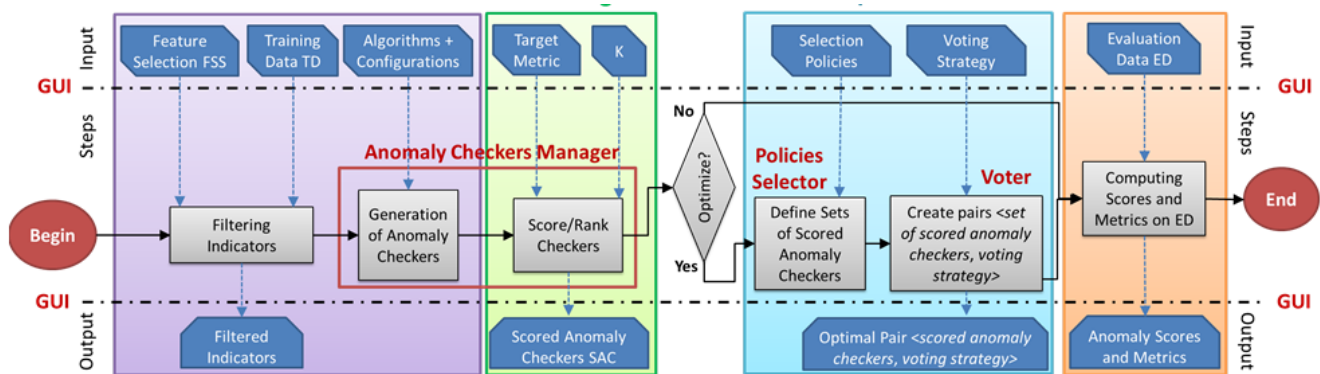 Input
Feature
Selection FSS
Training
Data TD
Algorithms +
Configurations
Target
Metric
K
Selection
Policies
Voting
Strategy
Evaluation
Data ED
Input
GUI
GUI
Steps
Anomaly Checkers Manager
No
Optimize?
Yes
Policies
Selector
Voter
Steps
Begin
Filtering
Indicators
Generation
of Anomaly
Checkers
Score/Rank
Checkers
Define Sets
of Scored
Anomaly
Checkers
Create pairs <set
of scored anomaly
checkers, voting
strategy>
Computing
Scores and
Metrics on ED
End
GUI
GUI
Output
Filtered
Indicators
Scored Anomaly
Checkers SAC
Optimal Pair <scored anomaly
checkers, voting strategy>
Anomaly Scores
and Metrics
Output